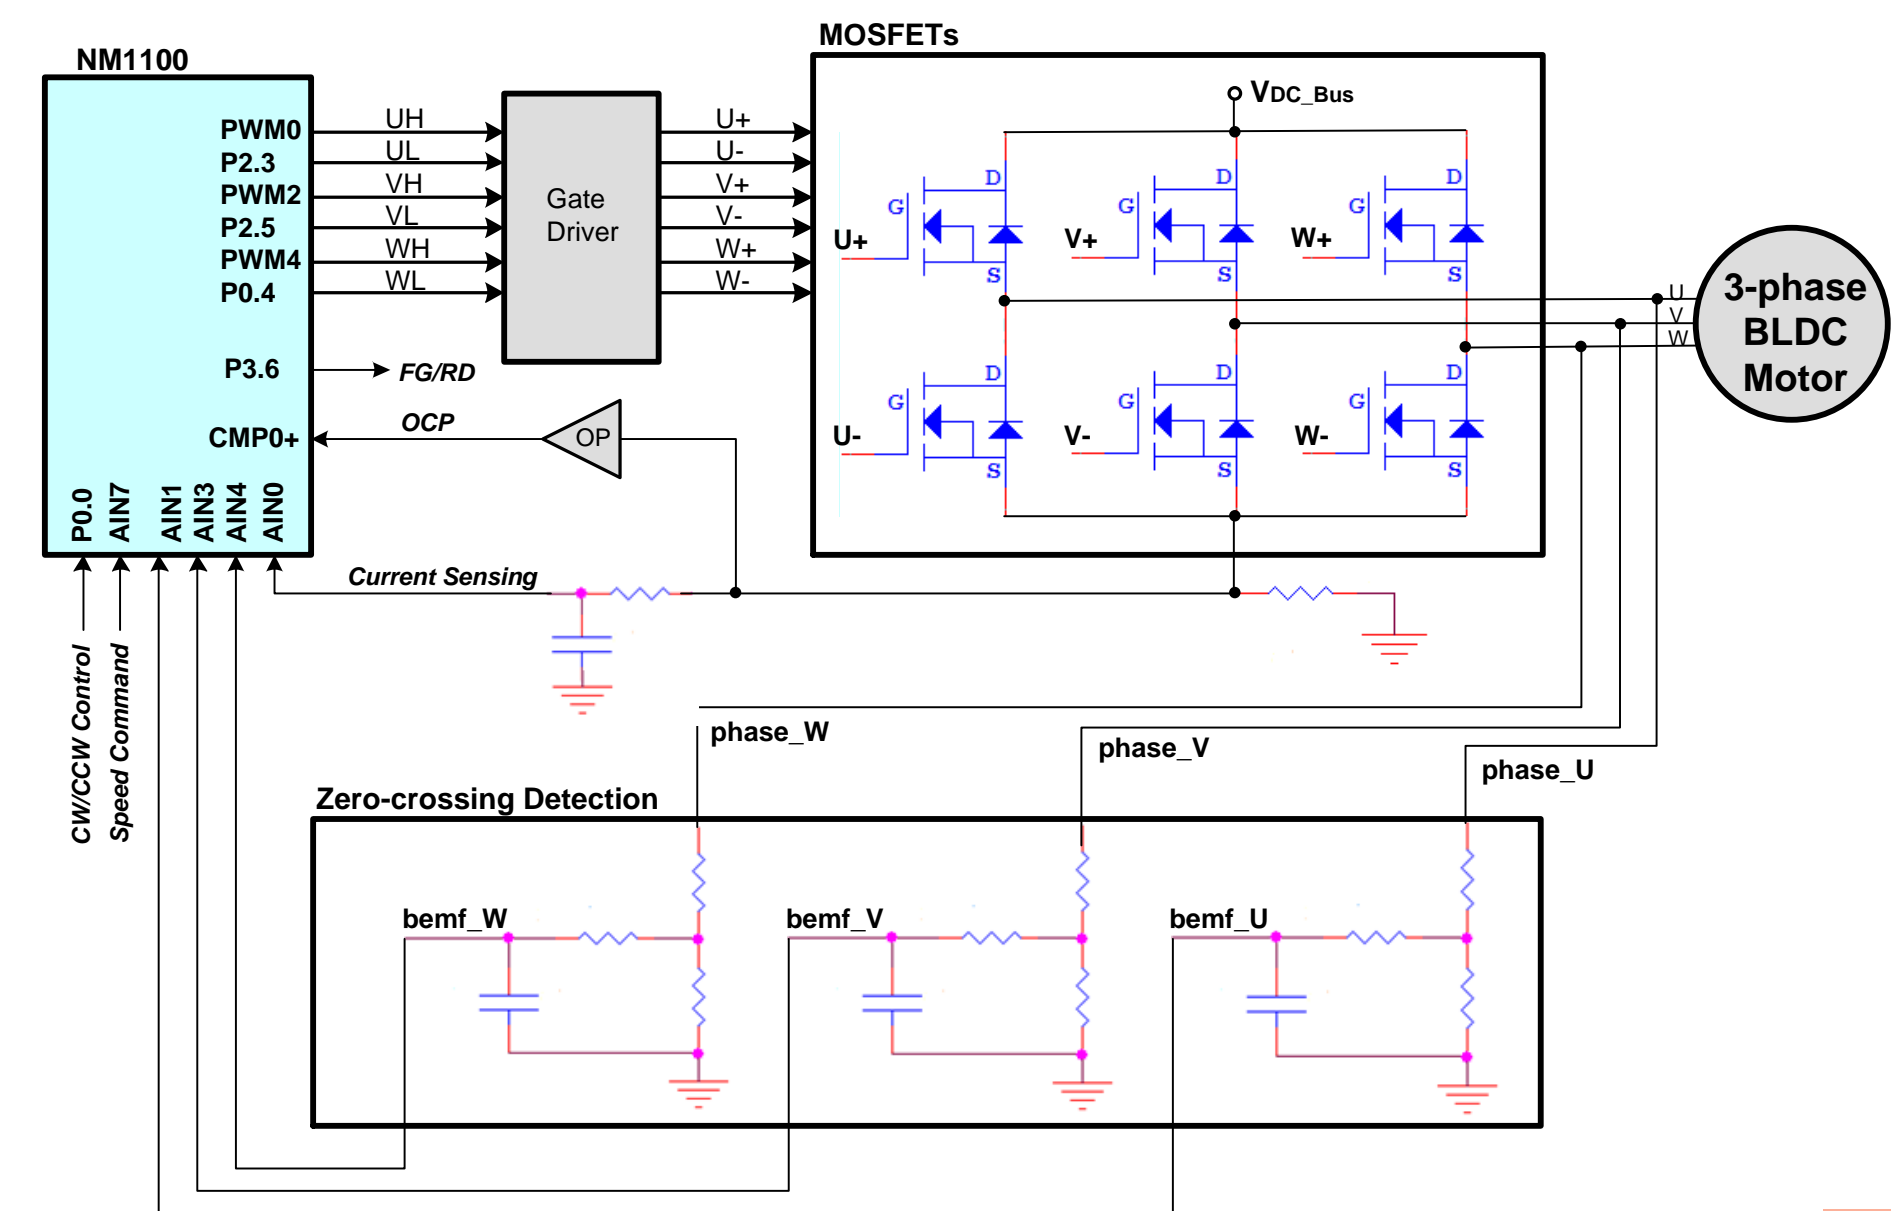 MOSFETs
NM1100
VDC_Bus
PWM0
UH
U+
P2.3
UL
U-
PWM2
VH
V+
P2.5
VL
V-
PWM4
WH
W+
P0.4
WL
W-
Gate
Driver
D
G
S
U+
D
G
S
V+
D
G
S
W+
U
V
W
3-phase
BLDC
Motor
P3.6
FG/RD
CMP0+
OCP
OP
D
G
S
U-
D
G
S
V-
D
G
S
W-
P0.0
AIN7
AIN1
AIN3
AIN4
AIN0
Current Sensing
CW/CCW Control
Speed Command
phase_W
phase_V
phase_U
Zero-crossing Detection
bemf_W
bemf_V
bemf_U